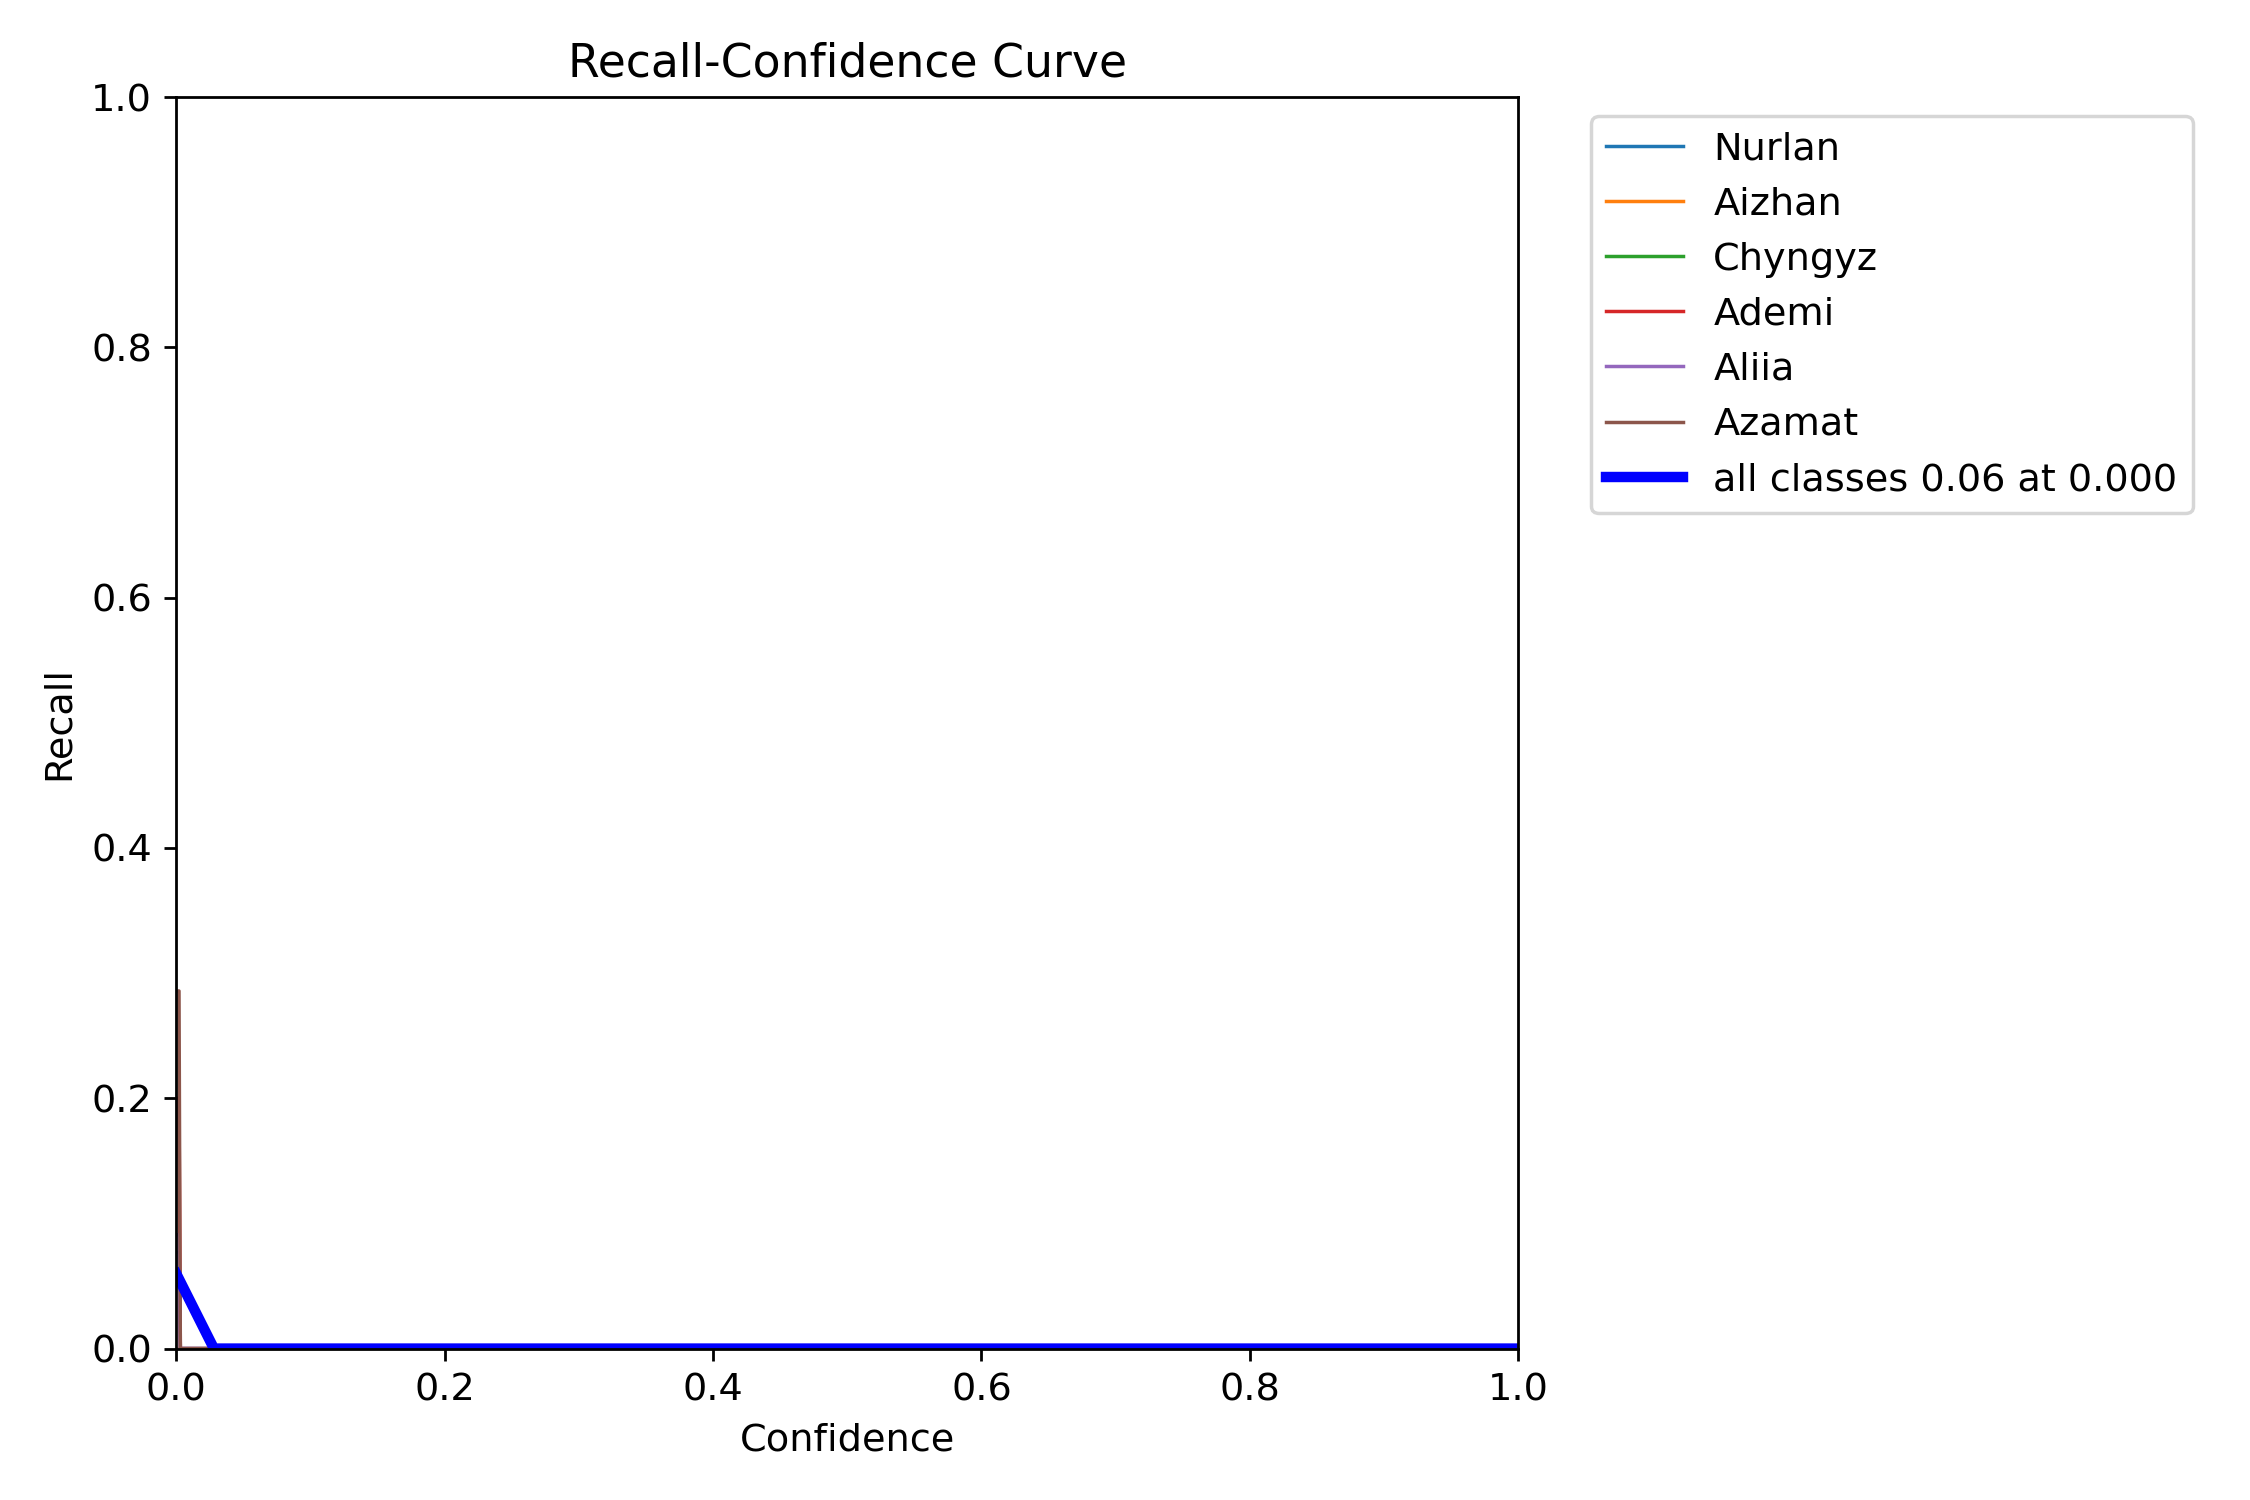 Recall-Confidence Curve
1.0
0.8
0.6
0.4
0.2
0.0
Recall
0.0 0.2 0.4 0.6 0.8 1.0
Confidence
Nurlan
Aizhan
Chyngyz
Ademi
Aliia
Azamat
all classes 0.06 at 0.000